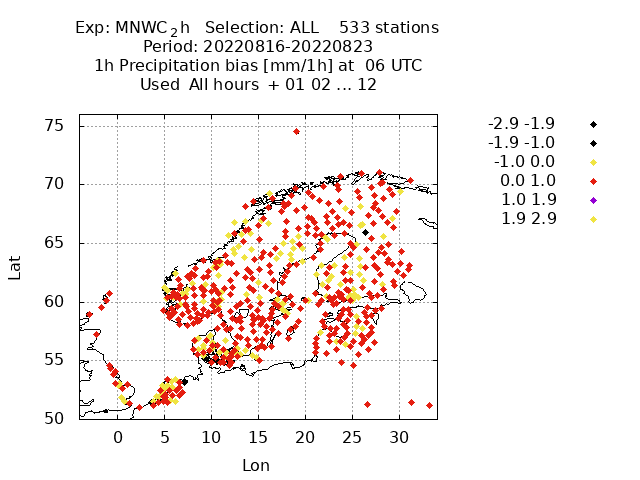 Exp: MNWC_2h   Selection: ALL    533 stations
Period: 20220816-20220823
1h Precipitation bias [mm/1h] at  06 UTC
Used  All hours  + 01 02 ... 12
-2.9 -1.9
-1.9 -1.0
-1.0 0.0
0.0 1.0
1.0 1.9
1.9 2.9
75
70
65
60
55
50
Lat
0 5 10 15 20 25 30
Lon